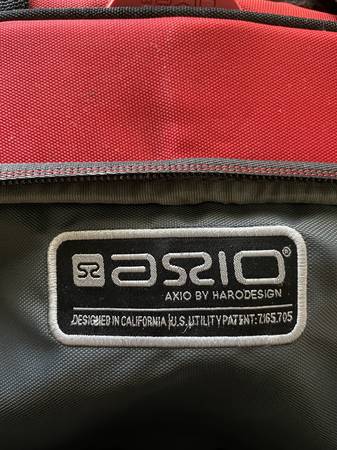 AXIO®
AXIO BY HARODESIGN
DESIGNED IN CALIFORNIA | U.S. UTILITY PATENT: 7,165,705